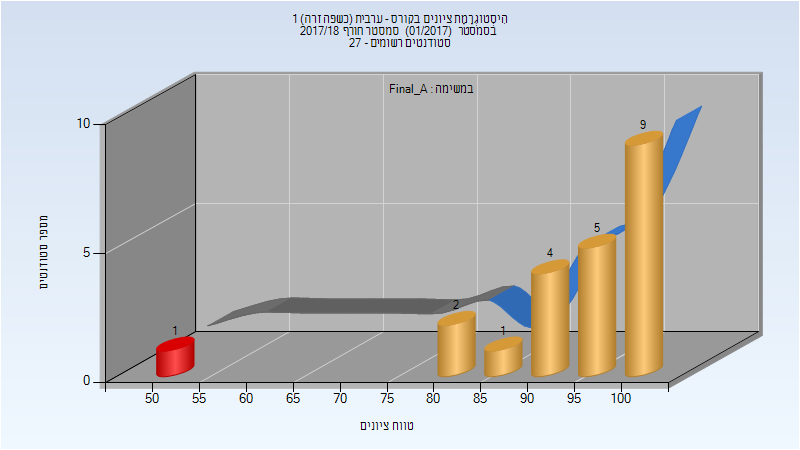 היסטוגרמת ציונים בקורס - ערבית (כשפה זרה) 1
בסמסטר (01/2017) סמסטר חורף 2017/18
סטודנטים רשומים - 27
במשימה : Final_A
מספר סטודנטים
10
5
0
1
2
1
4
5
9
50 55 60 65 70 75 80 85 90 95 100
טווח ציונים